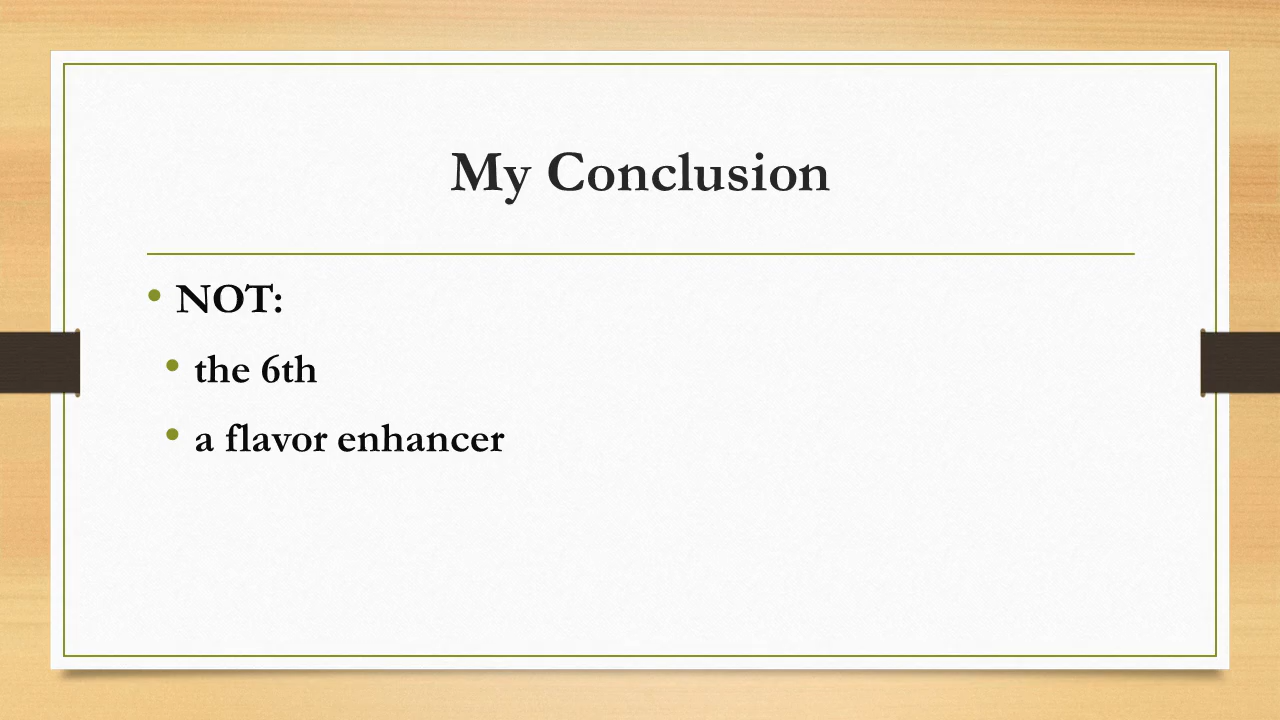 My Conclusion
• NOT:
• the 6th
• a flavor enhancer